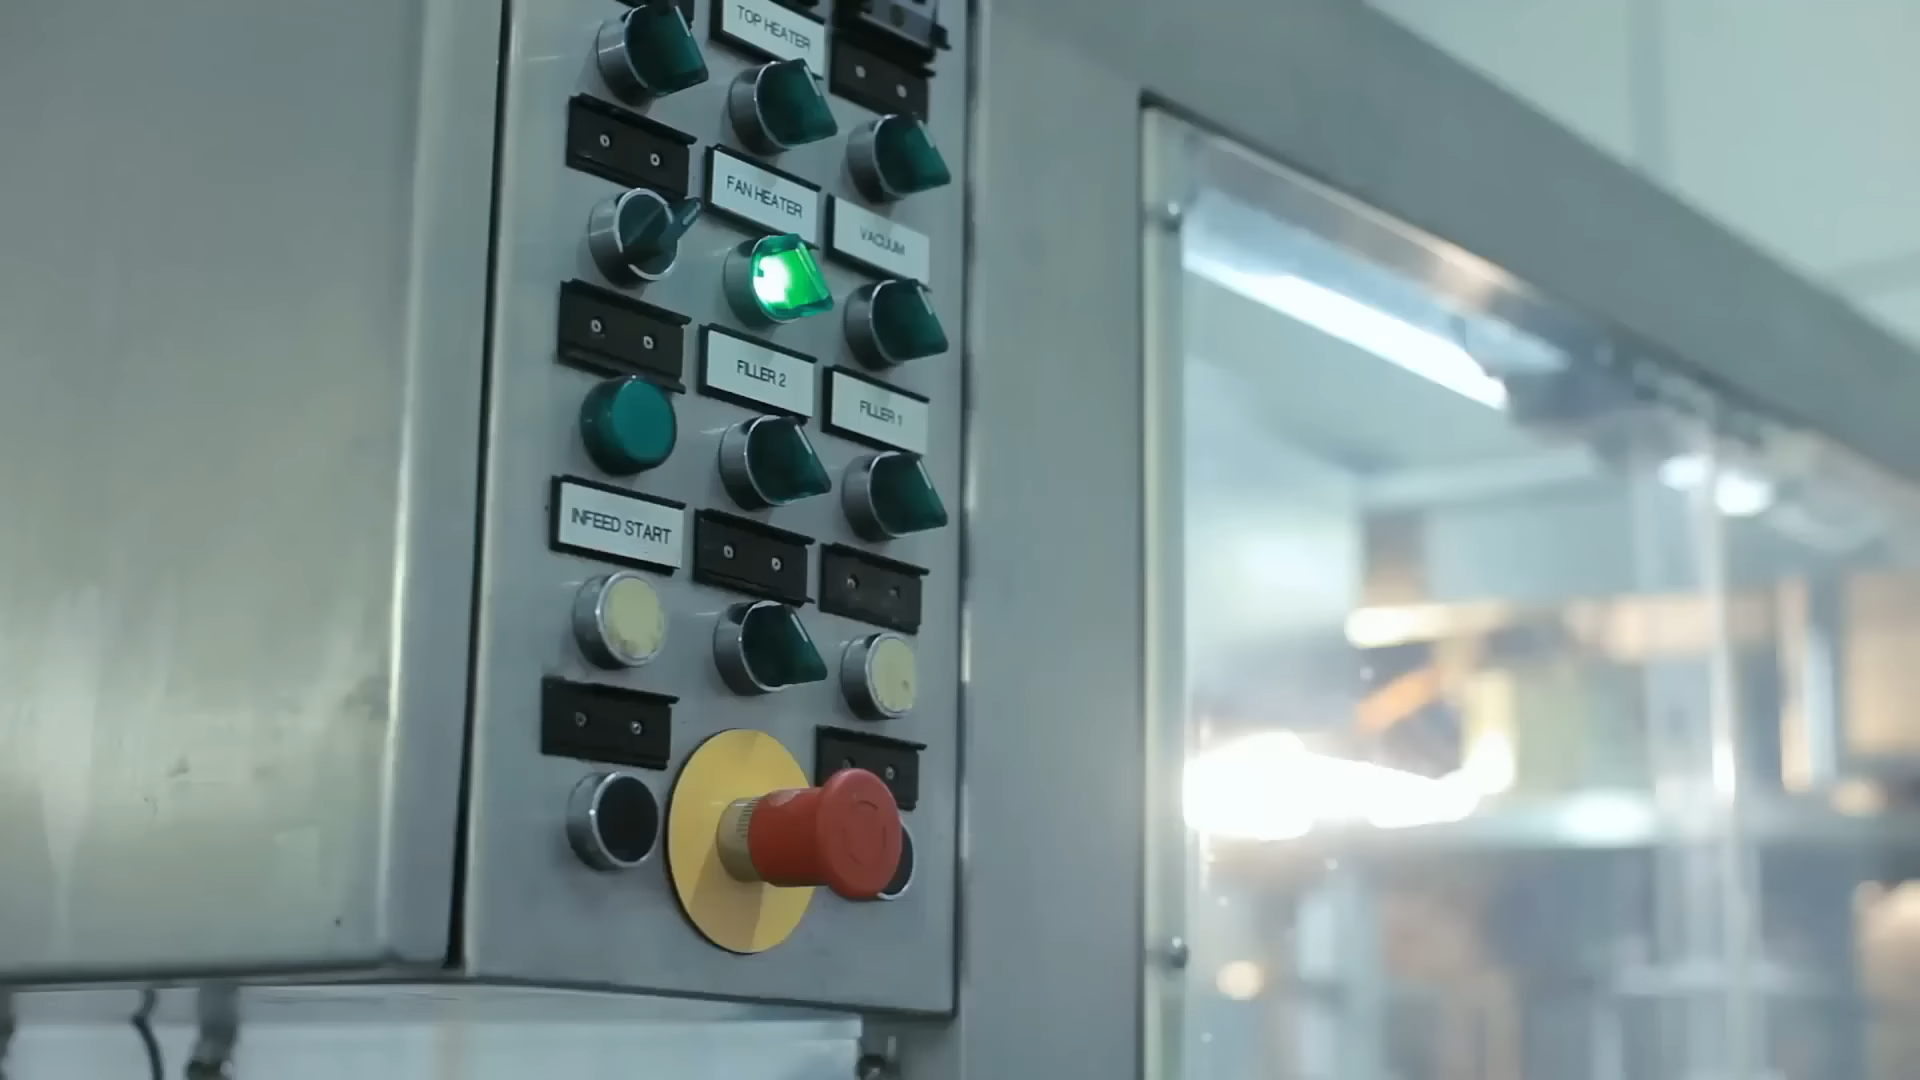 TOP HEATER
FAN HEATER
VACUUM
FILLER 2
FILLER 1
INFEED START